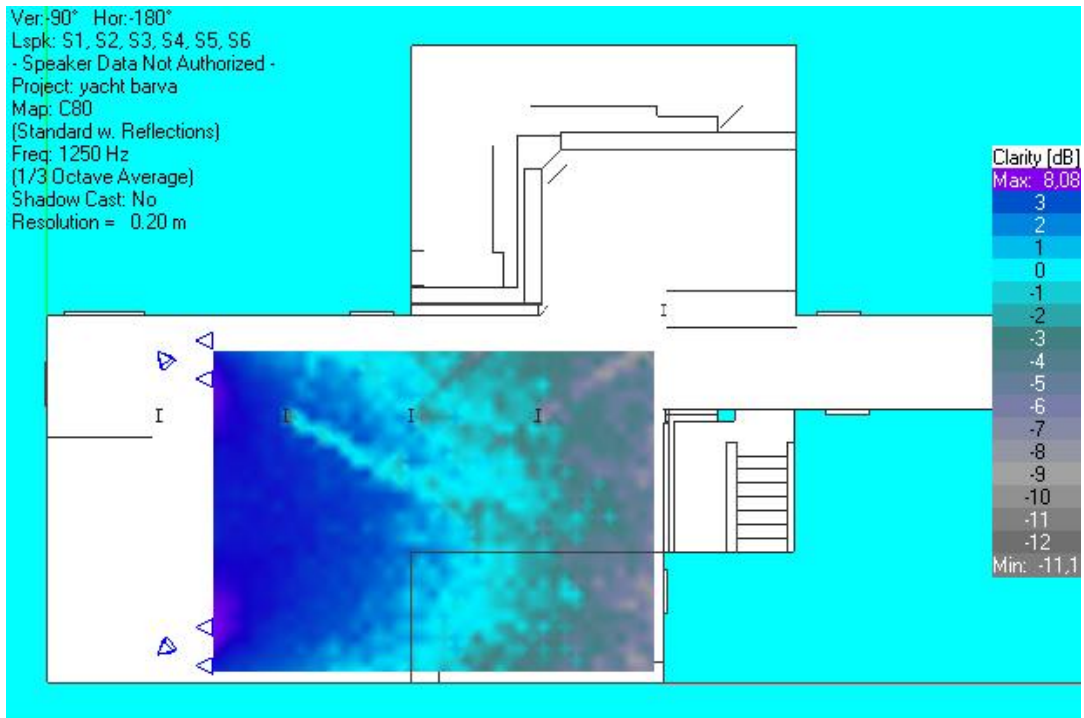 Ver:-90° Hor:-180°
Lspk: S1, S2, S3, S4, S5, S6
- Speaker Data Not Authorized -
Project: yacht barva
Map: C80
(Standard w. Reflections)
Freq: 1250 Hz
(1/3 Octave Average)
Shadow Cast: No
Resolution = 0.20 m
Clarity [dB]
Max: 8,08
3
2
1
0
-1
-2
-3
-4
-5
-6
-7
-8
-9
-10
-11
-12
Min: -11,1